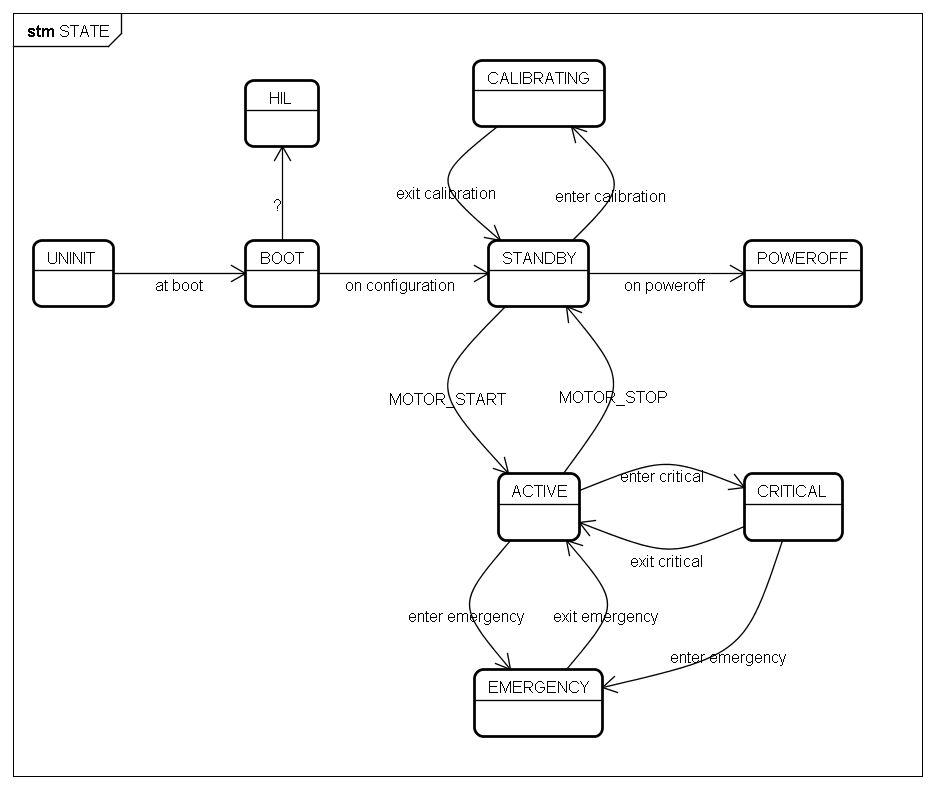 stm STATE
CALIBRATING
HIL
exit calibration
enter calibration
?
UNINIT
BOOT
STANDBY
POWEROFF
at boot
on configuration
on poweroff
MOTOR_START
MOTOR_STOP
ACTIVE
enter critical
CRITICAL
exit critical
enter emergency
exit emergency
enter emergency
EMERGENCY